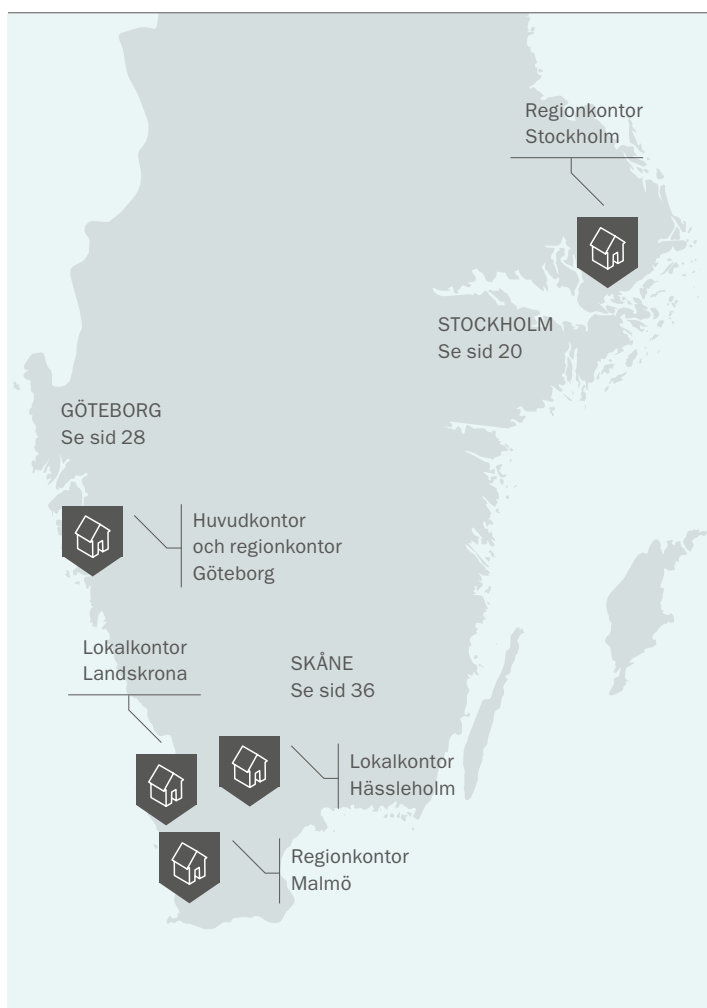 Regionkontor
Stockholm
STOCKHOLM
Se sid 20
GÖTEBORG
Se sid 28
Huvudkontor
och regionkontor
Göteborg
Lokalkontor
Landskrona
SKÅNE
Se sid 36
Lokalkontor
Hässleholm
Regionkontor
Malmö